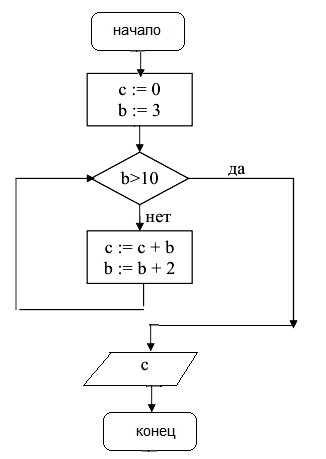 начало
c := 0
b := 3
b>10
да
нет
c := c + b
b := b + 2
c
конец